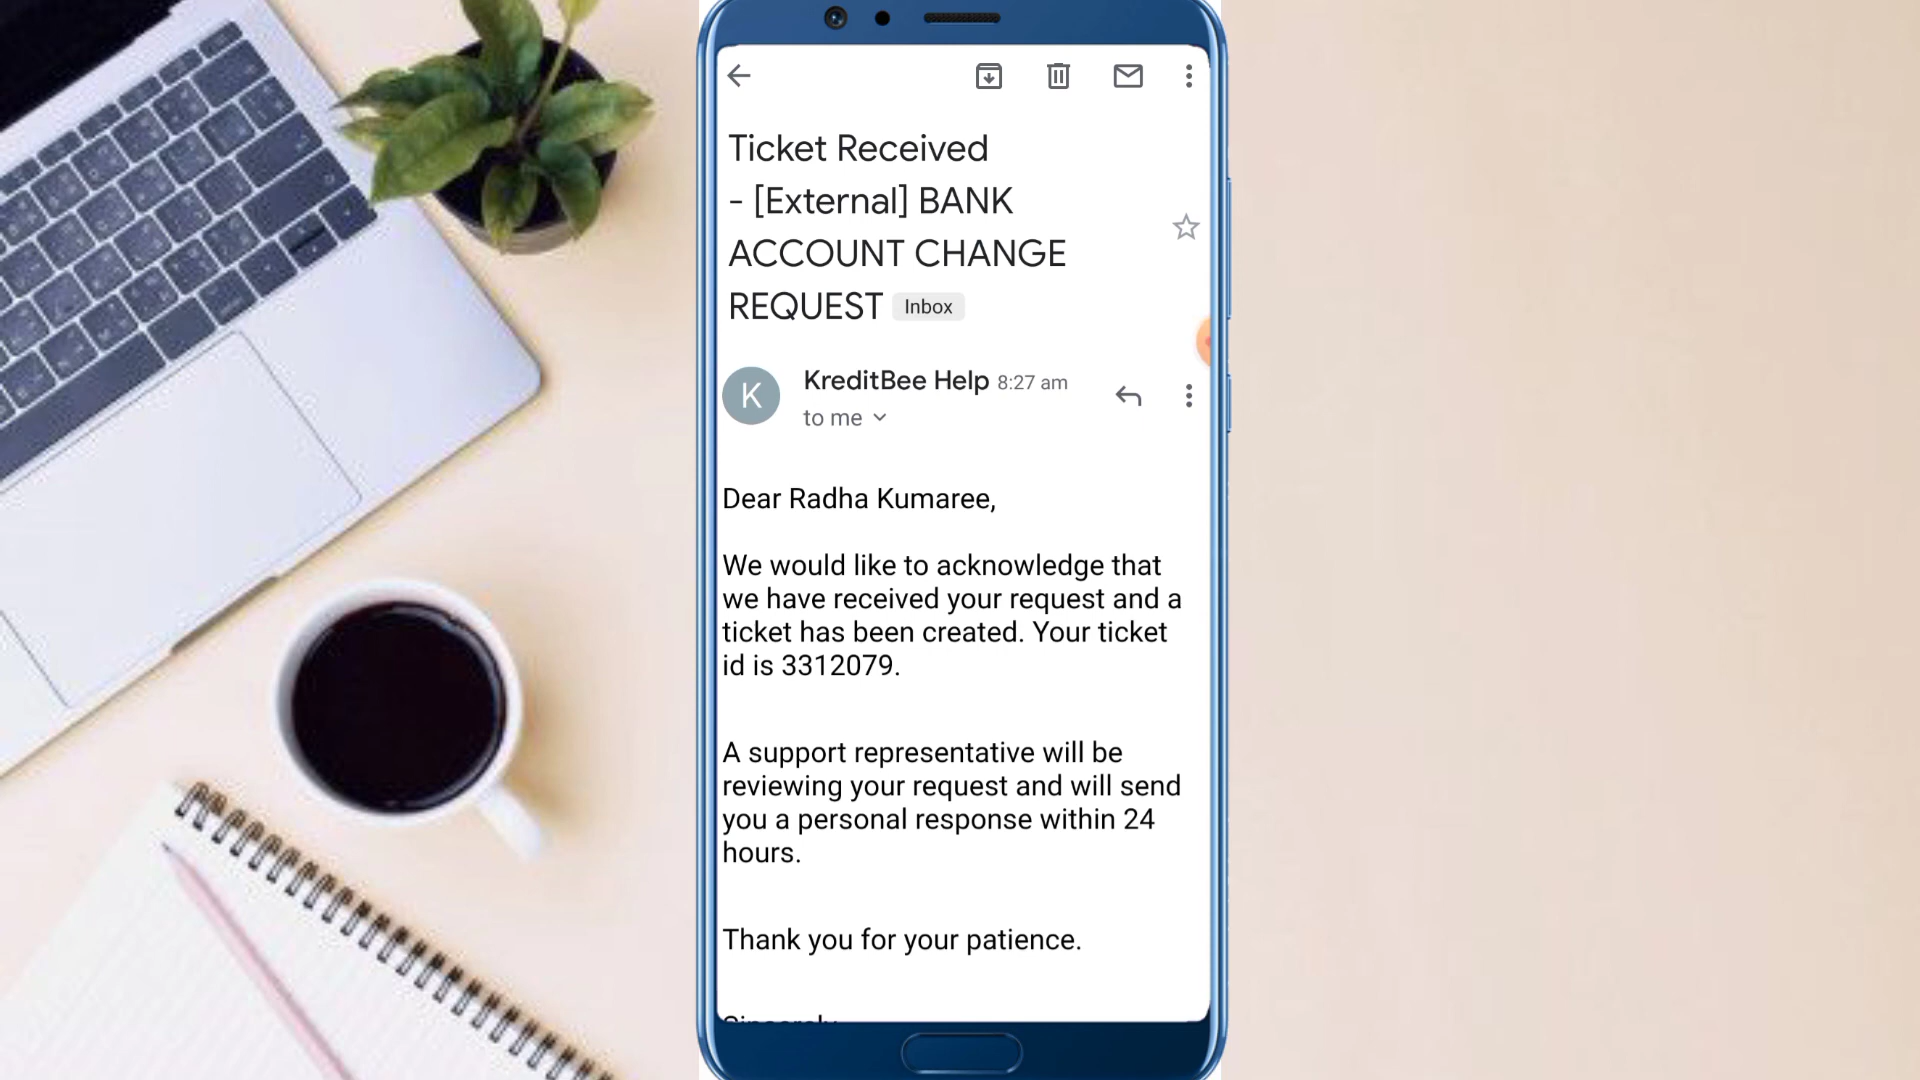 Ticket Received
- [External] BANK
ACCOUNT CHANGE
REQUEST Inbox
K
KreditBee Help 8:27 am
to me
Dear Radha Kumaree,
We would like to acknowledge that
we have received your request and a
ticket has been created. Your ticket
id is 3312079.
A support representative will be
reviewing your request and will send
you a personal response within 24
hours.
Thank you for your patience.